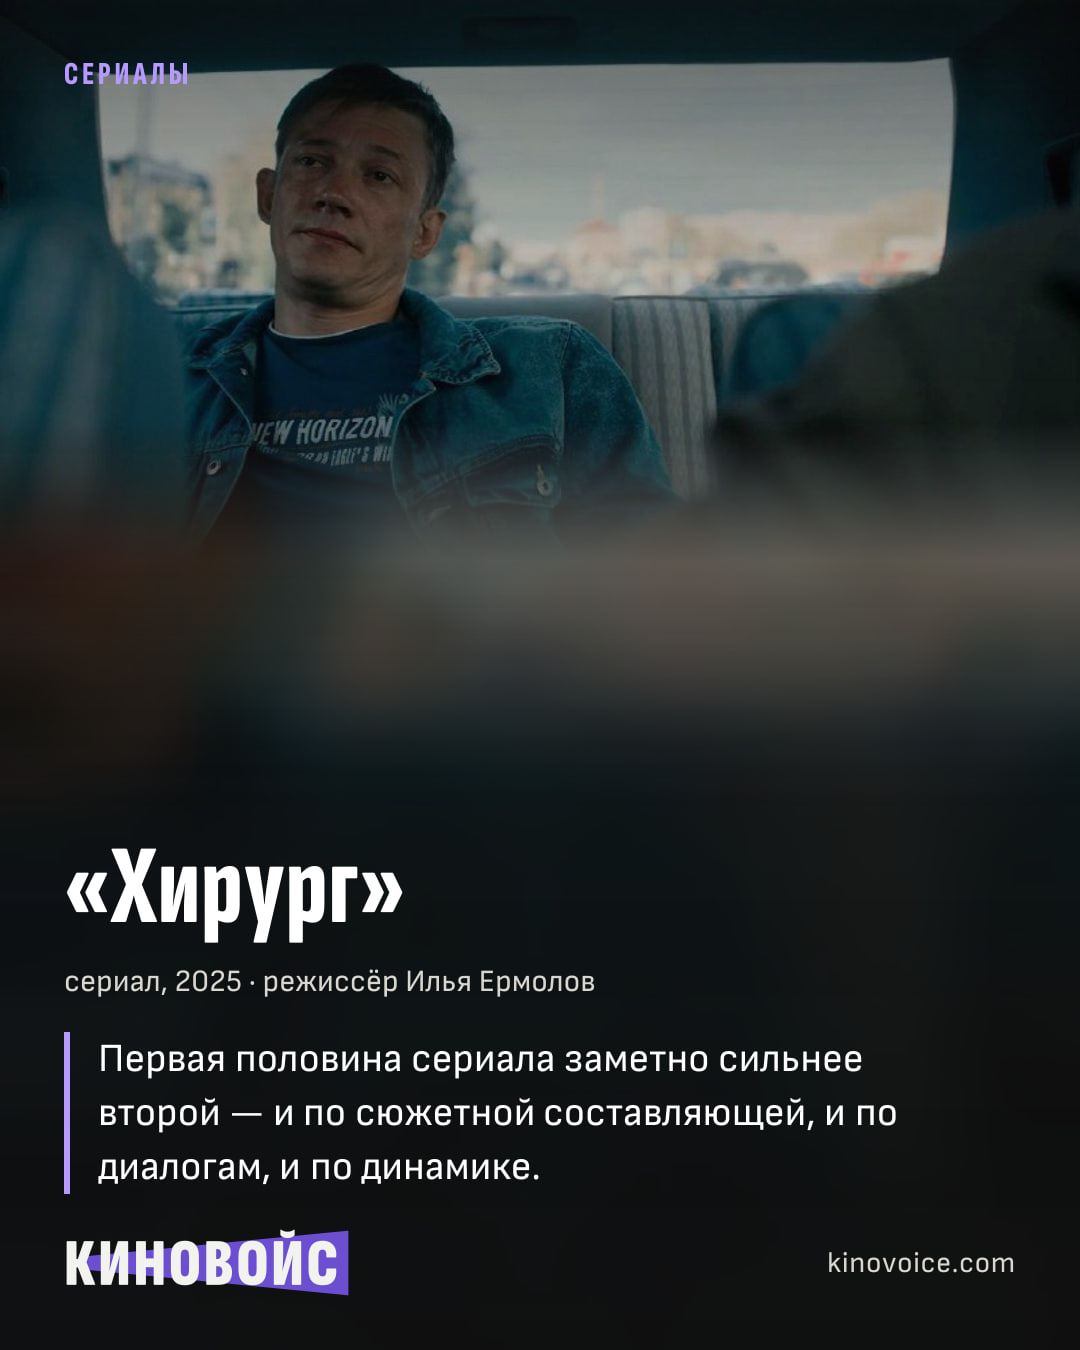 СЕРИАЛЫ
NEW HORIZON
EAGLE'S
«Хирург»
сериал, 2025 · режиссёр Илья Ермолов
Первая половина сериала заметно сильнее
второй — и по сюжетной составляющей, и по
диалогам, и по динамике.
КИНОВОЙС
kinovoice.com